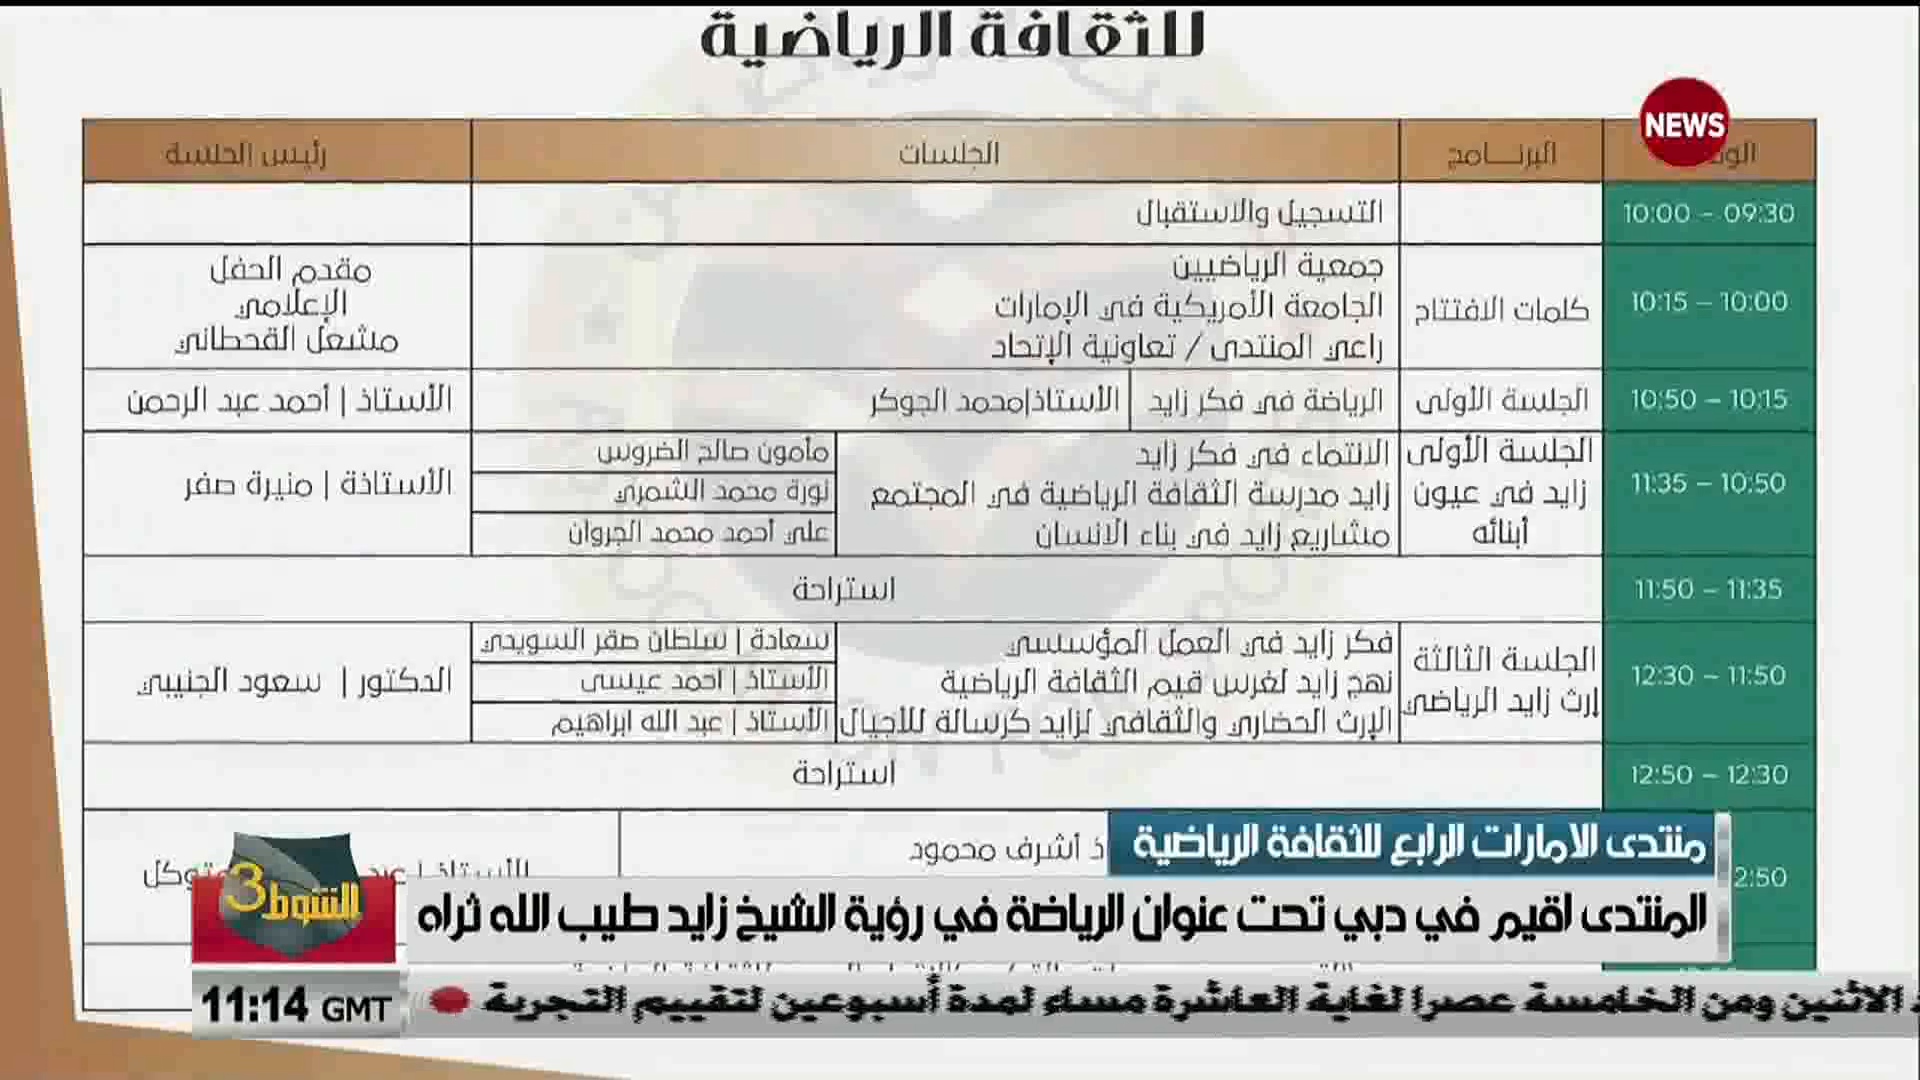 للثقافة الرياضية
NEWS
البرنامج الجلسات رئيس الجلسة
09:30 – 10:00 التسجيل والاستقبال
10:00 – 10:15 كلمات الافتتاح
جمعية الرياضيين
الجامعة الأمريكية في الإمارات
راعي المنتدى / تعاونية الإتحاد
مقدم الحفل
الإعلامي
مشعل القحطاني
10:15 – 10:50 الجلسة الأولى الرياضة في فكر زايد الأستاذ|محمد الجوكر الأستاذ | أحمد عبد الرحمن
10:50 – 11:35
الجلسة الأولى
زايد في عيون
أبنائه
الانتماء في فكر زايد مأمون صالح الضروس
زايد مدرسة الثقافة الرياضية في المجتمع نورة محمد الشمري
مشاريع زايد في بناء الانسان علي أحمد محمد الجروان
الأستاذة | منيرة صفر
11:35 – 11:50 استراحة
11:50 – 12:30
الجلسة الثالثة
إرث زايد الرياضي
فكر زايد في العمل المؤسسي سعادة | سلطان صقر السويدي
نهج زايد لغرس قيم الثقافة الرياضية الأستاذ | احمد عيسى
الإرث الحضاري والثقافي لزايد كرسالة للأجيال الأستاذ | عبد الله ابراهيم
الدكتور | سعود الجنيبي
12:30 – 12:50 استراحة
2:50 أشرف محمود
منتدى الامارات الرابع للثقافة الرياضية
المنتدى اقيم في دبي تحت عنوان الرياضة في رؤية الشيخ زايد طيب الله ثراه
الشوط 3
11:14 GMT
الاثنين ومن الخامسة عصرا لغاية العاشرة مساء لمدة أسبوعين لتقييم التجربة